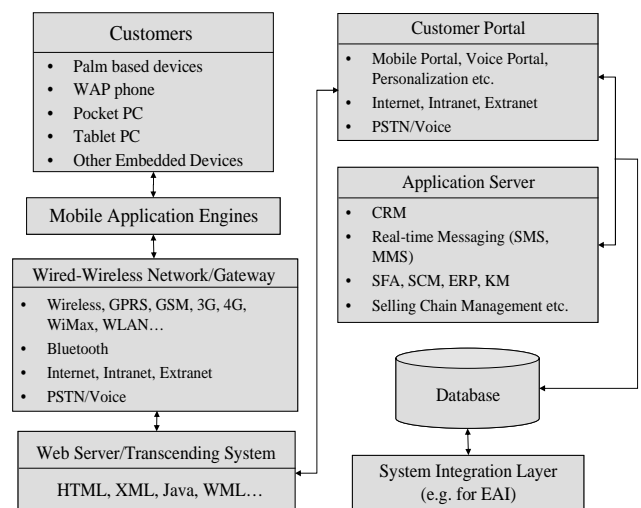 Customers
• Palm based devices
• WAP phone
• Pocket PC
• Tablet PC
• Other Embedded Devices
Mobile Application Engines
Wired-Wireless Network/Gateway
• Wireless, GPRS, GSM, 3G, 4G,
WiMax, WLAN…
• Bluetooth
• Internet, Intranet, Extranet
• PSTN/Voice
Web Server/Transcending System
HTML, XML, Java, WML…
Customer Portal
• Mobile Portal, Voice Portal,
Personalization etc.
• Internet, Intranet, Extranet
• PSTN/Voice
Application Server
• CRM
• Real-time Messaging (SMS,
MMS)
• SFA, SCM, ERP, KM
• Selling Chain Management etc.
Database
System Integration Layer
(e.g. for EAI)